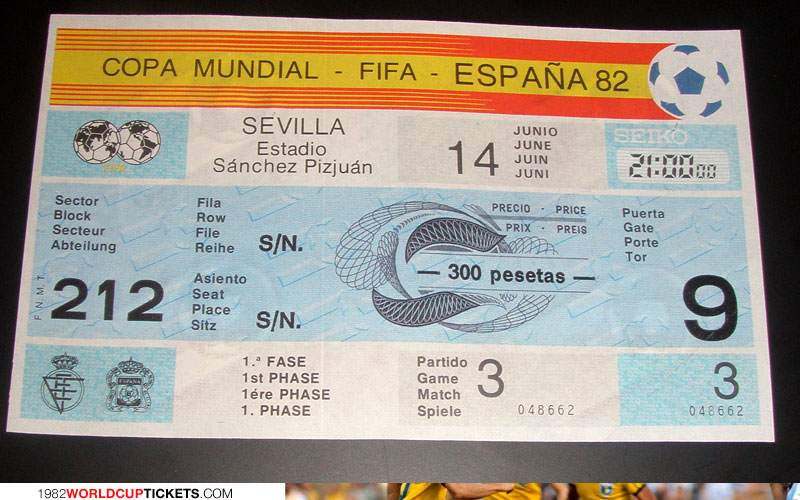 COPA MUNDIAL - FIFA - ESPAÑA 82
FIFA
SEVILLA
Estadio
Sánchez Pizjuán
14
JUNIO
JUNE
JUIN
JUNI
SEIKO
21:00:00
Sector
Block
Secteur
Abteilung
212
F.N.M.T.
Fila
Row
File
Reihe
S/N.
Asiento
Seat
Place
Sitz
S/N.
PRECIO - PRICE
PRIX - PREIS
— 300 pesetas —
Puerta
Gate
Porte
Tor
9
ESPAÑA
1.ª FASE
1st PHASE
1ére PHASE
1. PHASE
Partido
Game
Match
Spiele
3
048662
3
048662
1982WORLDCUPTICKETS.COM